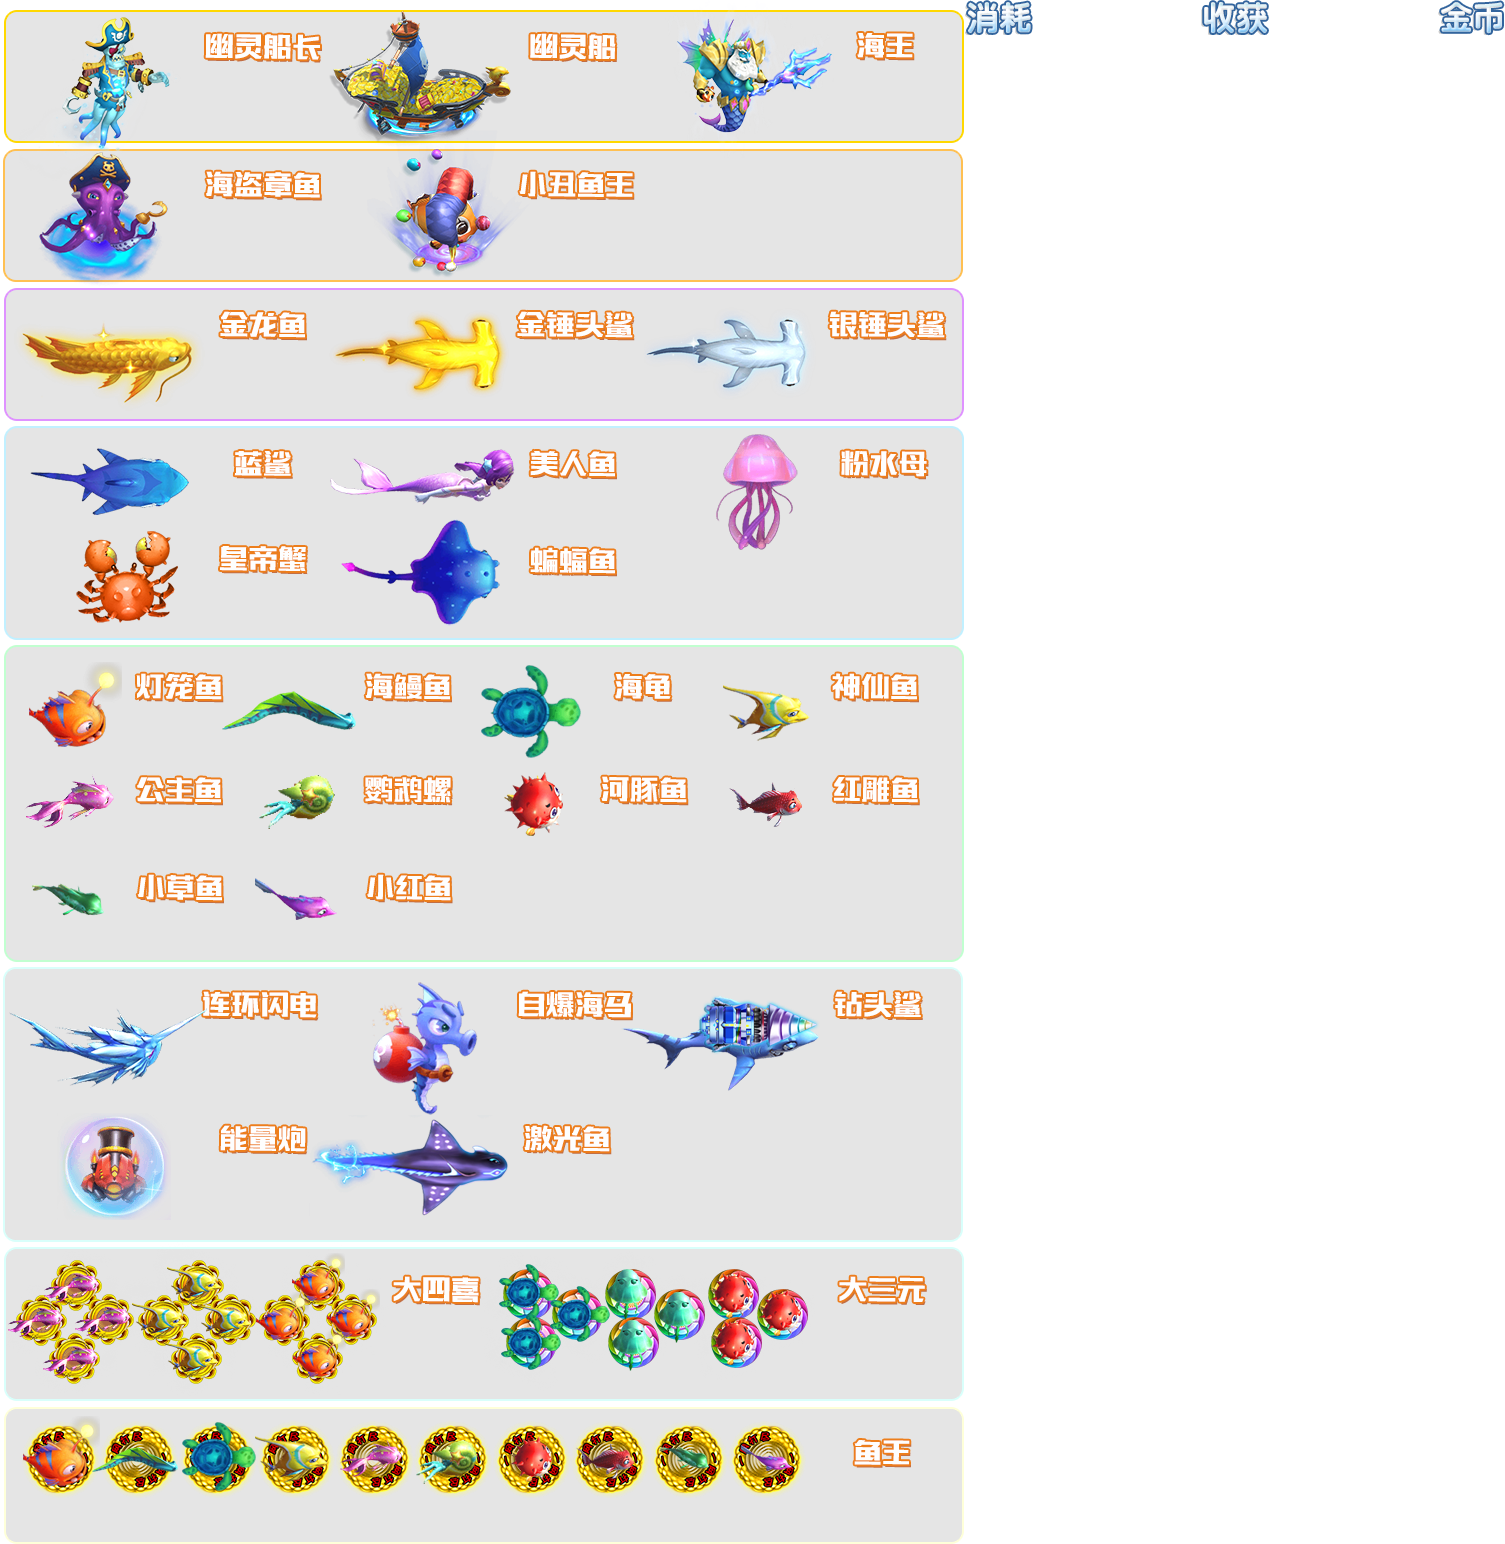 消耗 收获 金币
幽灵船长 幽灵船 海王
海盗章鱼 小丑鱼王
金龙鱼 金锤头鲨 银锤头鲨
蓝鲨 美人鱼 粉水母
皇帝蟹 蝙蝠鱼
灯笼鱼 海鳗鱼 海龟 神仙鱼
公主鱼 鹦鹉螺 河豚鱼 红雕鱼
小草鱼 小红鱼
连环闪电 自爆海马 钻头鲨
能量炮 激光鱼
大四喜 大三元
鱼王